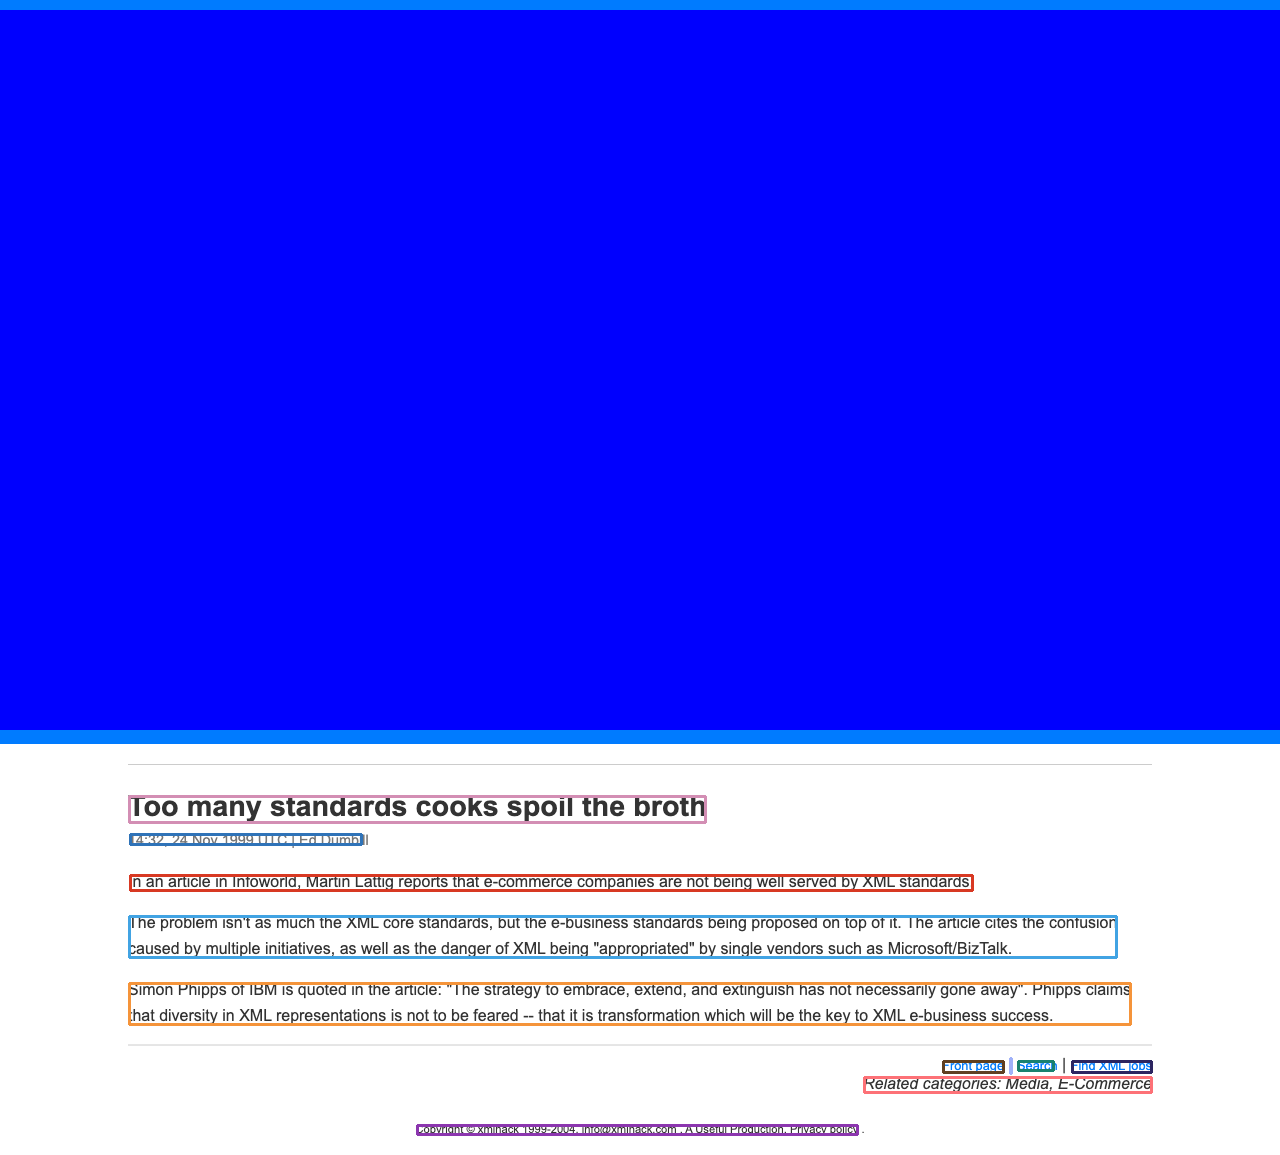 Too many standards cooks spoil the broth
14:32, 24 Nov 1999 UTC | Ed Dumbill
In an article in Infoworld, Martin Lattig reports that e-commerce companies are not being well served by XML standards.
The problem isn't as much the XML core standards, but the e-business standards being proposed on top of it. The article cites the confusion
caused by multiple initiatives, as well as the danger of XML being "appropriated" by single vendors such as Microsoft/BizTalk.
Simon Phipps of IBM is quoted in the article: "The strategy to embrace, extend, and extinguish has not necessarily gone away". Phipps claims
that diversity in XML representations is not to be feared -- that it is transformation which will be the key to XML e-business success.
Front page | Search | Find XML jobs
Related categories: Media, E-Commerce
Copyright © xmlhack 1999-2004. info@xmlhack.com . A Useful Production. Privacy policy .